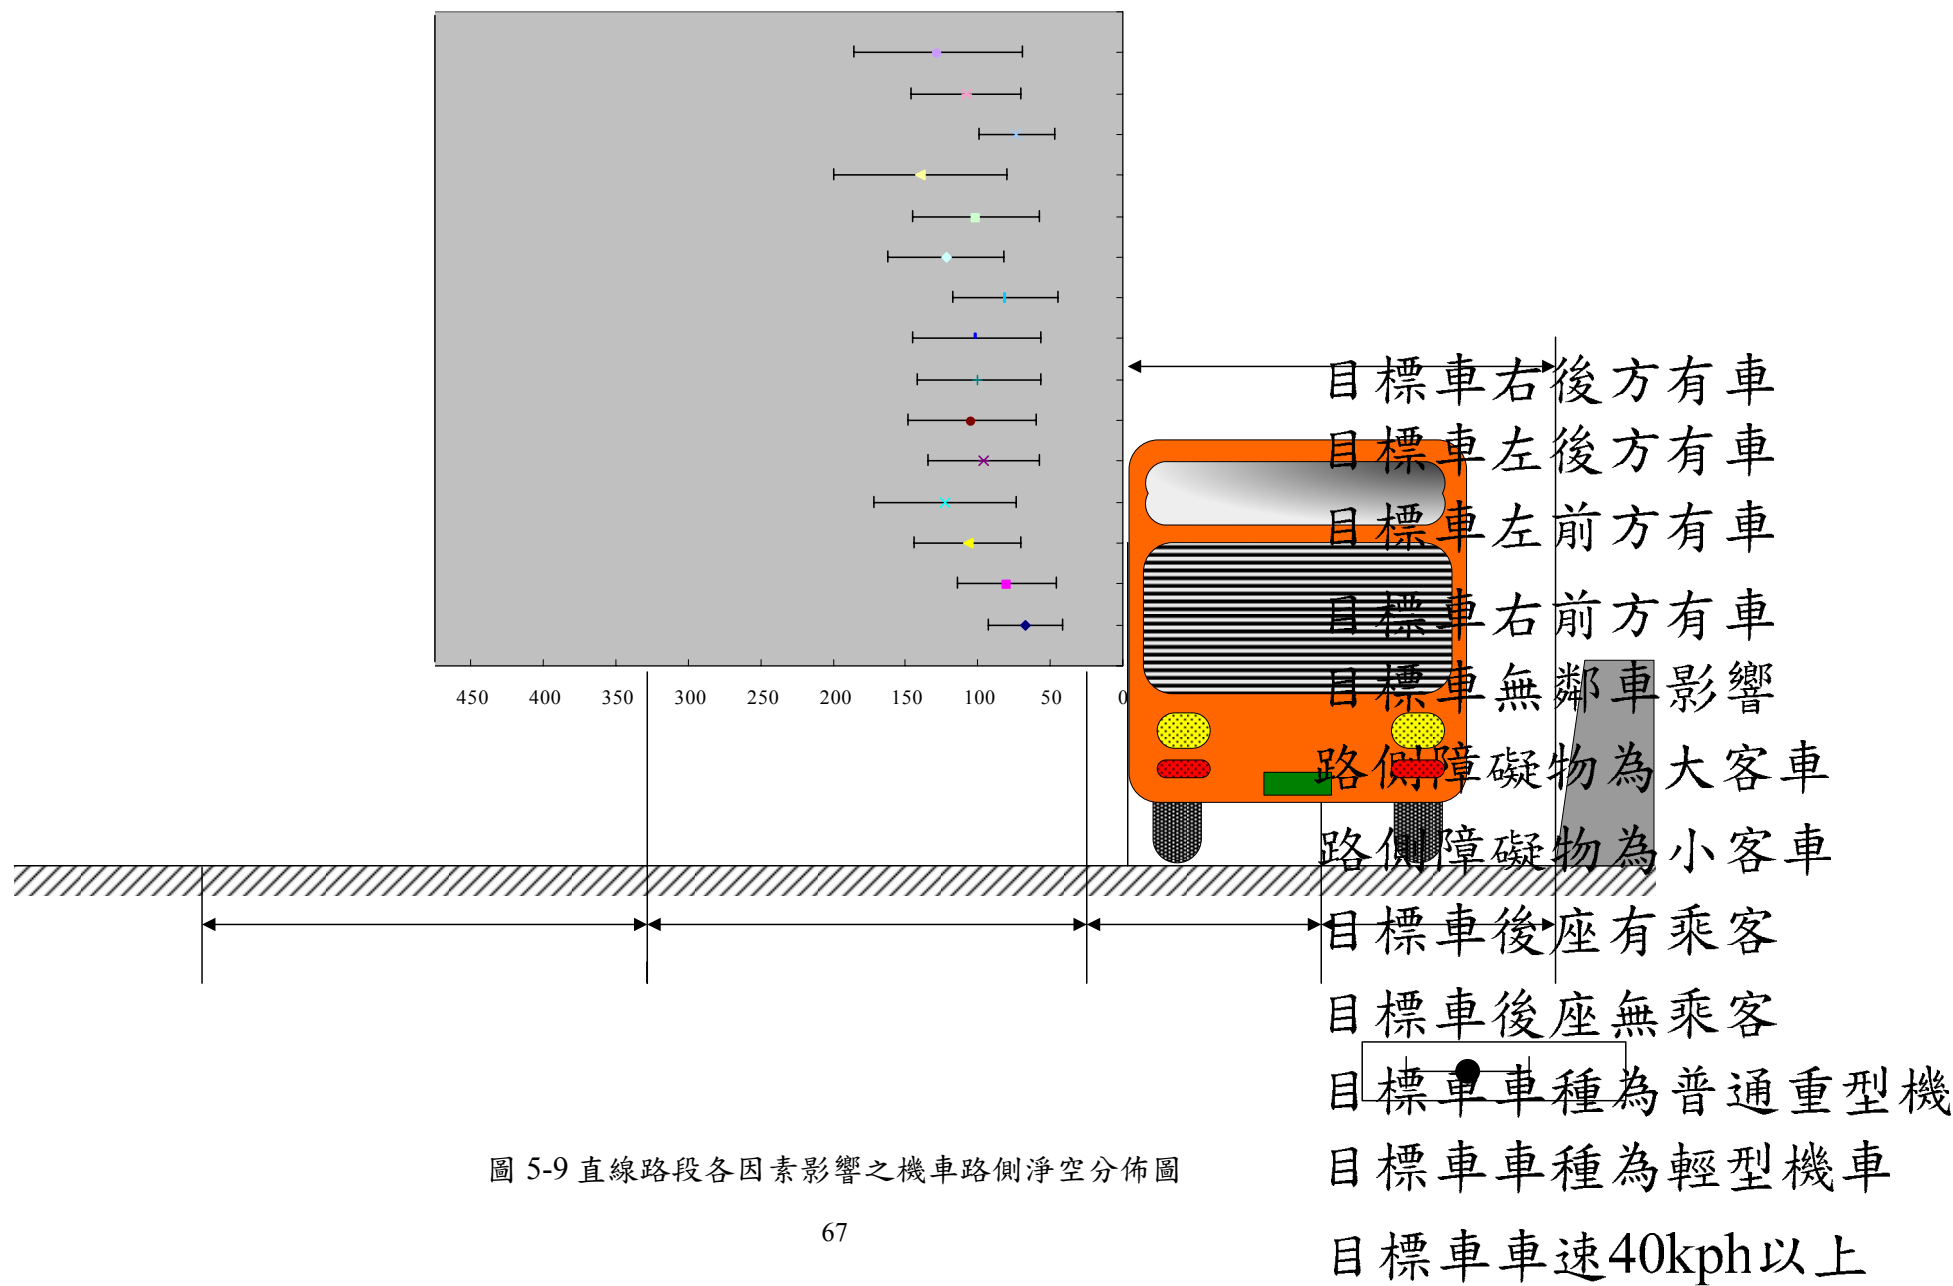 目標車右後方有車
目標車左後方有車
目標車左前方有車
目標車右前方有車
目標車無鄰車影響
450 400 350 300 250 200 150 100 50 0
路側障礙物為大客車
路側障礙物為小客車
目標車後座有乘客
目標車後座無乘客
目標車車種為普通重型機
圖 5-9 直線路段各因素影響之機車路側淨空分佈圖
目標車車種為輕型機車
67
目標車車速40kph以上